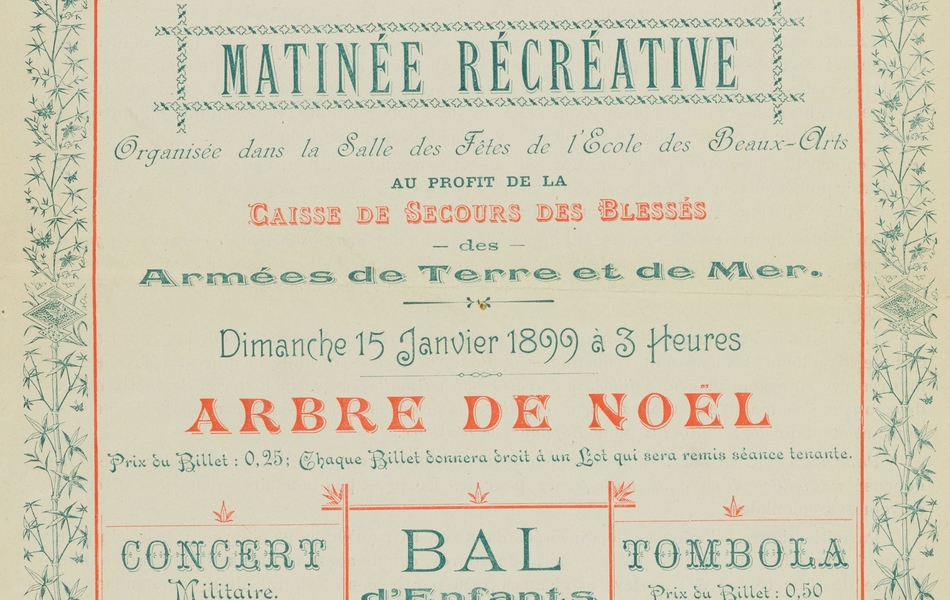 MATINÉE RÉCRÉATIVE
Organisée dans la Salle des Fêtes de l'Ecole des Beaux-Arts
AU PROFIT DE LA
CAISSE DE SECOURS DES BLESSÉS
— des —
Armées de Terre et de Mer.
Dimanche 15 Janvier 1899 à 3 Heures
ARBRE DE NOËL
Prix du Billet : 0,25; Chaque Billet donnera droit à un Lot qui sera remis séance tenante.
CONCERT
Militaire.
BAL
d'Enfants
TOMBOLA
Prix du Billet : 0,50